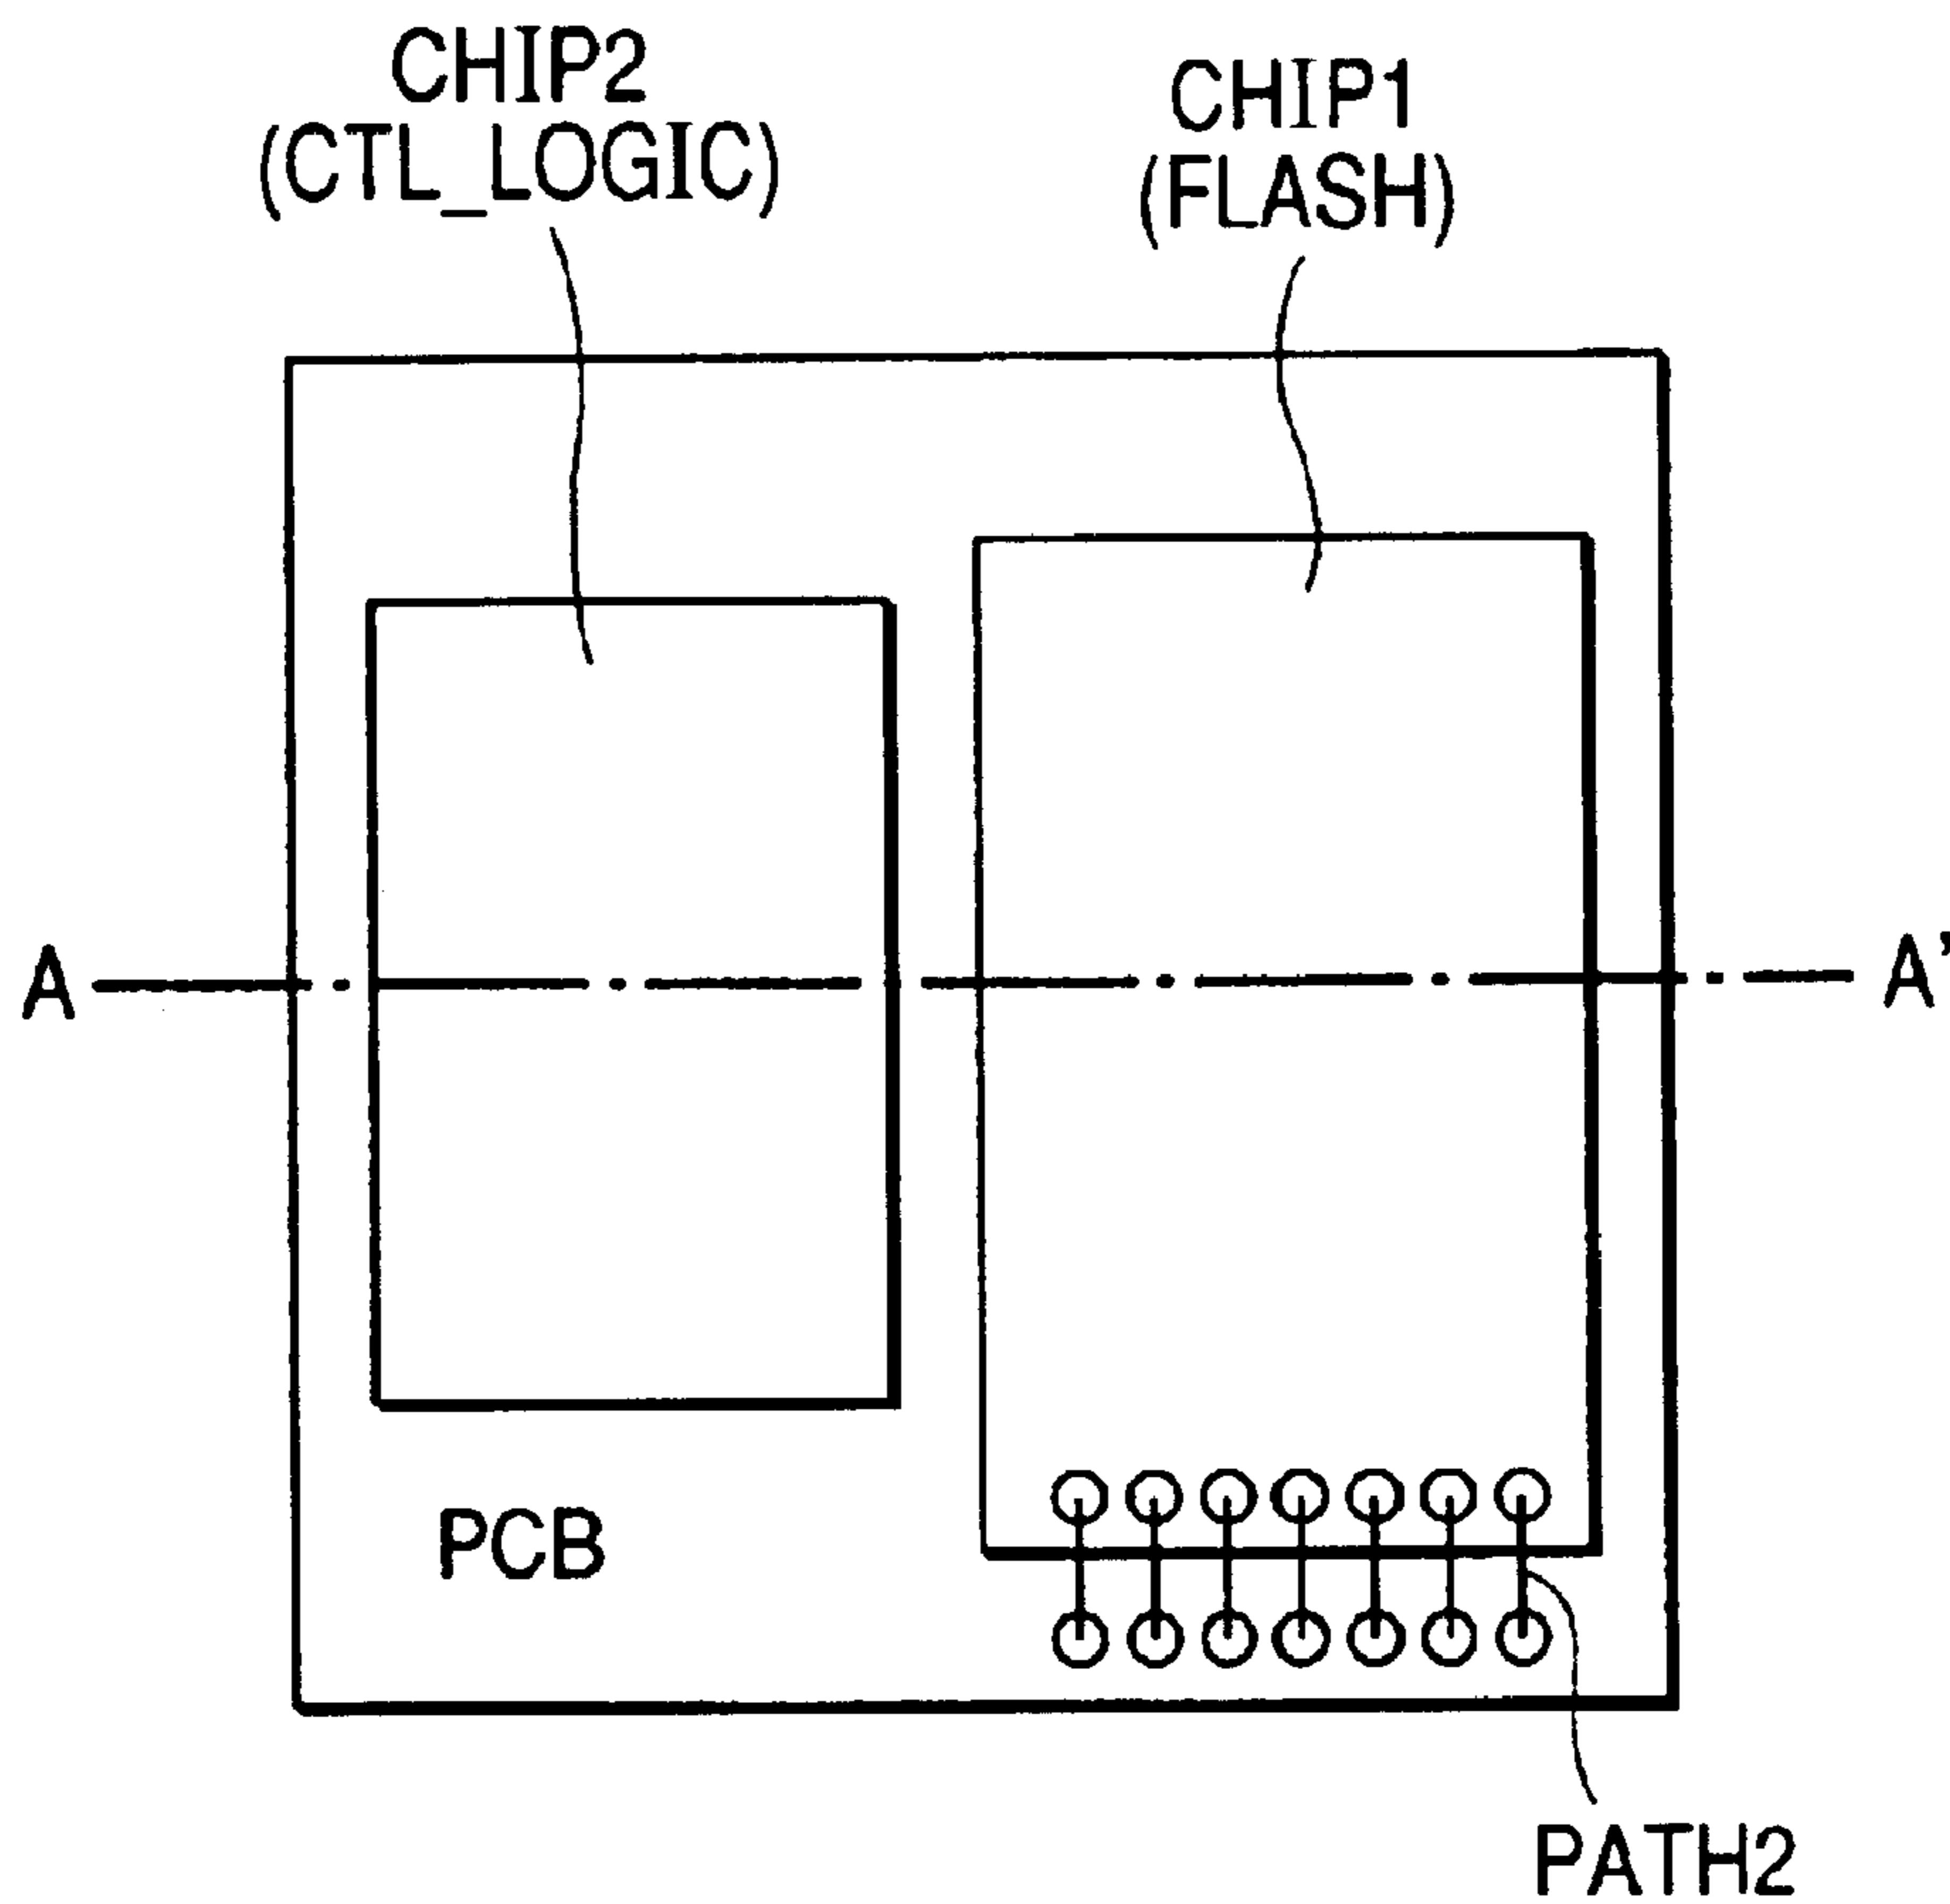 CHIP2
(CTL_LOGIC)
CHIP1
(FLASH)
A
A'
PCB
PATH2